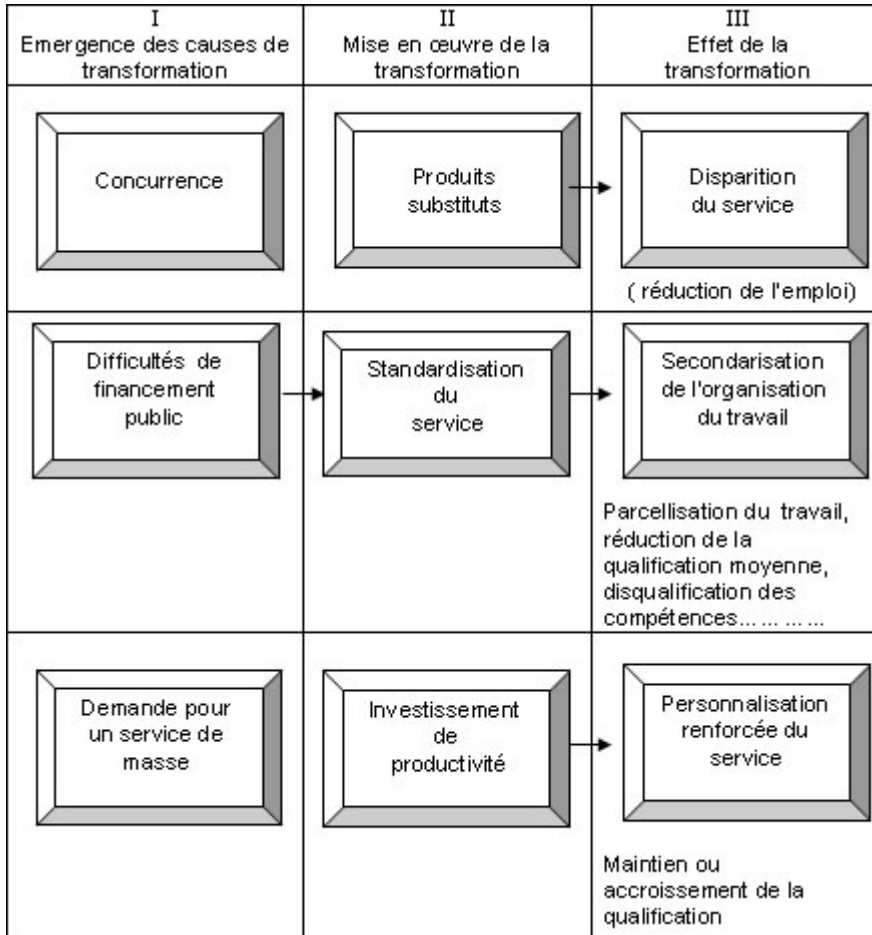 I
Emergence des causes de
transformation
II
Mise en œuvre de la
transformation
III
Effet de la
transformation
Concurrence
Produits
substituts
Disparition
du service
( réduction de l'emploi)
Difficultés de
financement
public
Standardisation
du
service
Secondarisation
de l'organisation
du travail
Parcellisation du travail,
réduction de la
qualification moyenne,
disqualification des
compétences... ... ... ...
Demande pour
un service de
masse
Investissement
de
productivité
Personnalisation
renforcée du
service
Maintien ou
accroissement de la
qualification